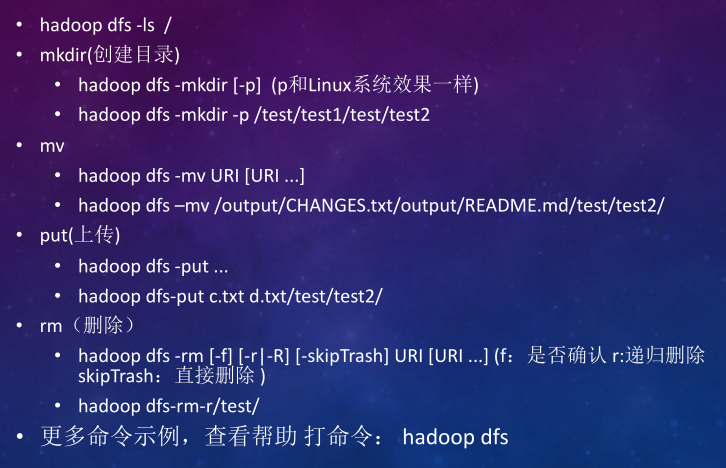 hadoop dfs -ls /
mkdir(创建目录)
hadoop dfs -mkdir [-p] (p和Linux系统效果一样)
hadoop dfs -mkdir -p /test/test1/test/test2
mv
hadoop dfs -mv URI [URI ...]
hadoop dfs –mv /output/CHANGES.txt/output/README.md/test/test2/
put(上传)
hadoop dfs -put ...
hadoop dfs-put c.txt d.txt/test/test2/
rm（删除）
hadoop dfs -rm [-f] [-r|-R] [-skipTrash] URI [URI ...] (f：是否确认 r:递归删除
skipTrash：直接删除 )
hadoop dfs-rm-r/test/
更多命令示例，查看帮助 打命令： hadoop dfs